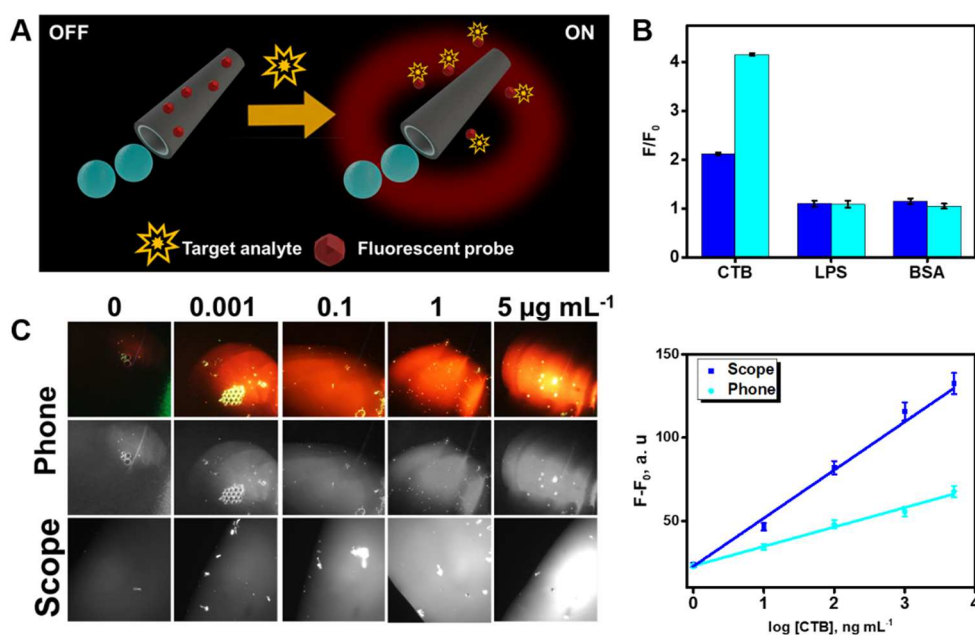 A
OFF
ON
Target analyte
Fluorescent probe
B
F/F₀
4
3
2
1
0
CTB
LPS
BSA
C
0
0.001
0.1
1
5 µg mL⁻¹
Phone
Scope
150
100
50
F-F₀, a. u
Scope
Phone
0
1
2
3
4
log [CTB], ng mL⁻¹